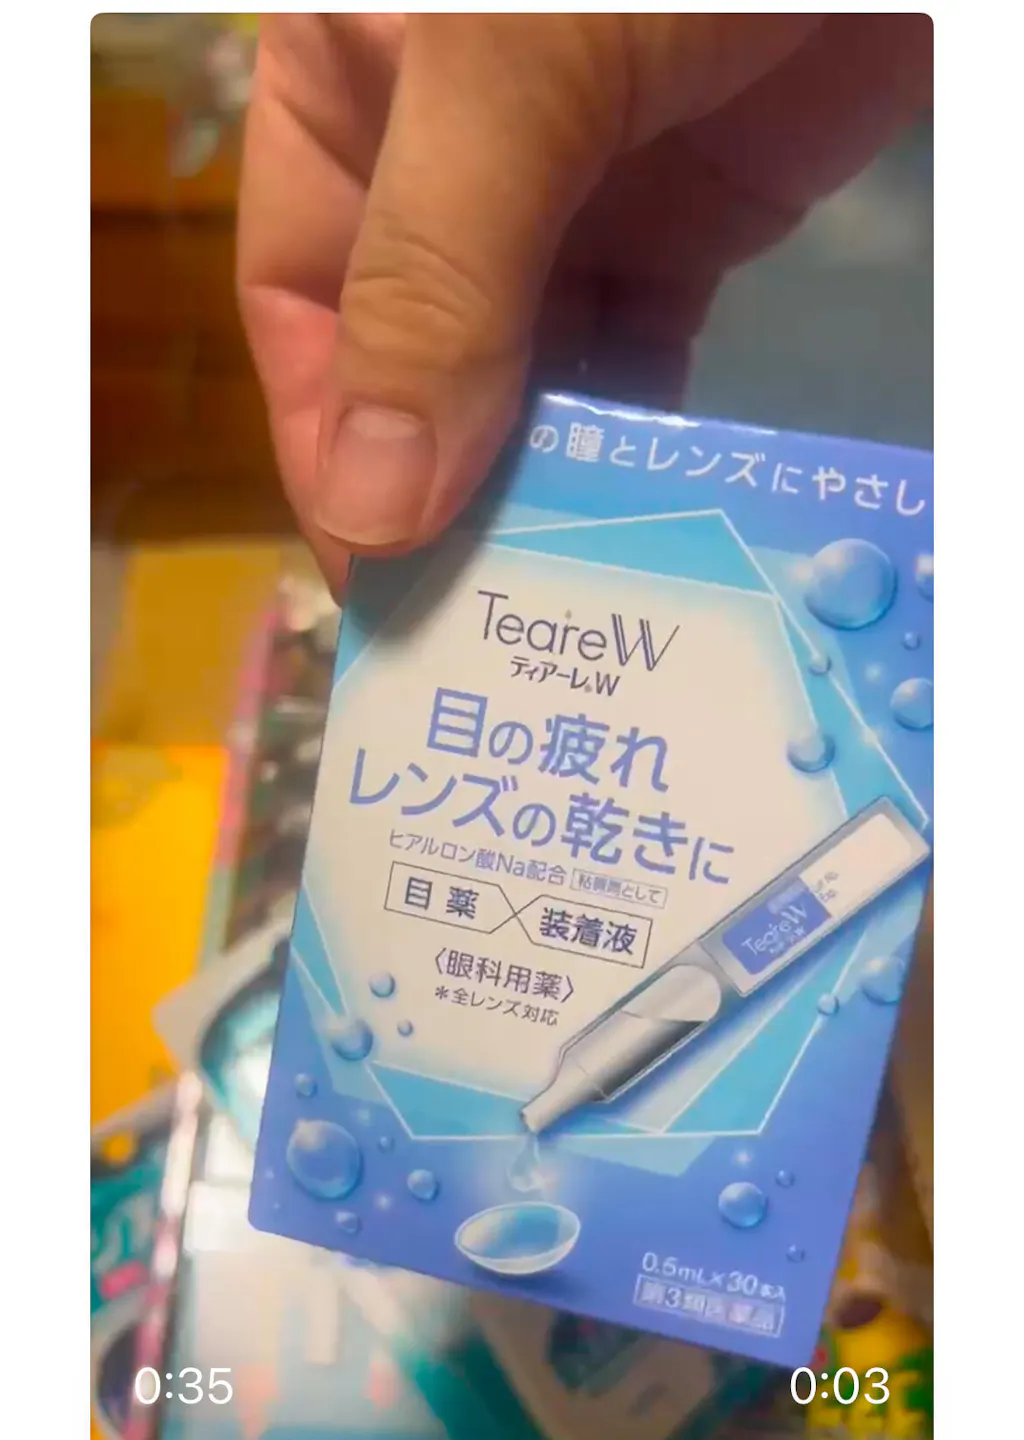 の瞳とレンズにやさし
TeareW
ティアーレ®W
目の疲れ
レンズの乾きに
ヒアルロン酸Na配合 粘稠剤として
目薬 装着液
〈眼科用薬〉
＊全レンズ対応
TeareW
0.5mL×30本入
第3類医薬品
0:35
0:03